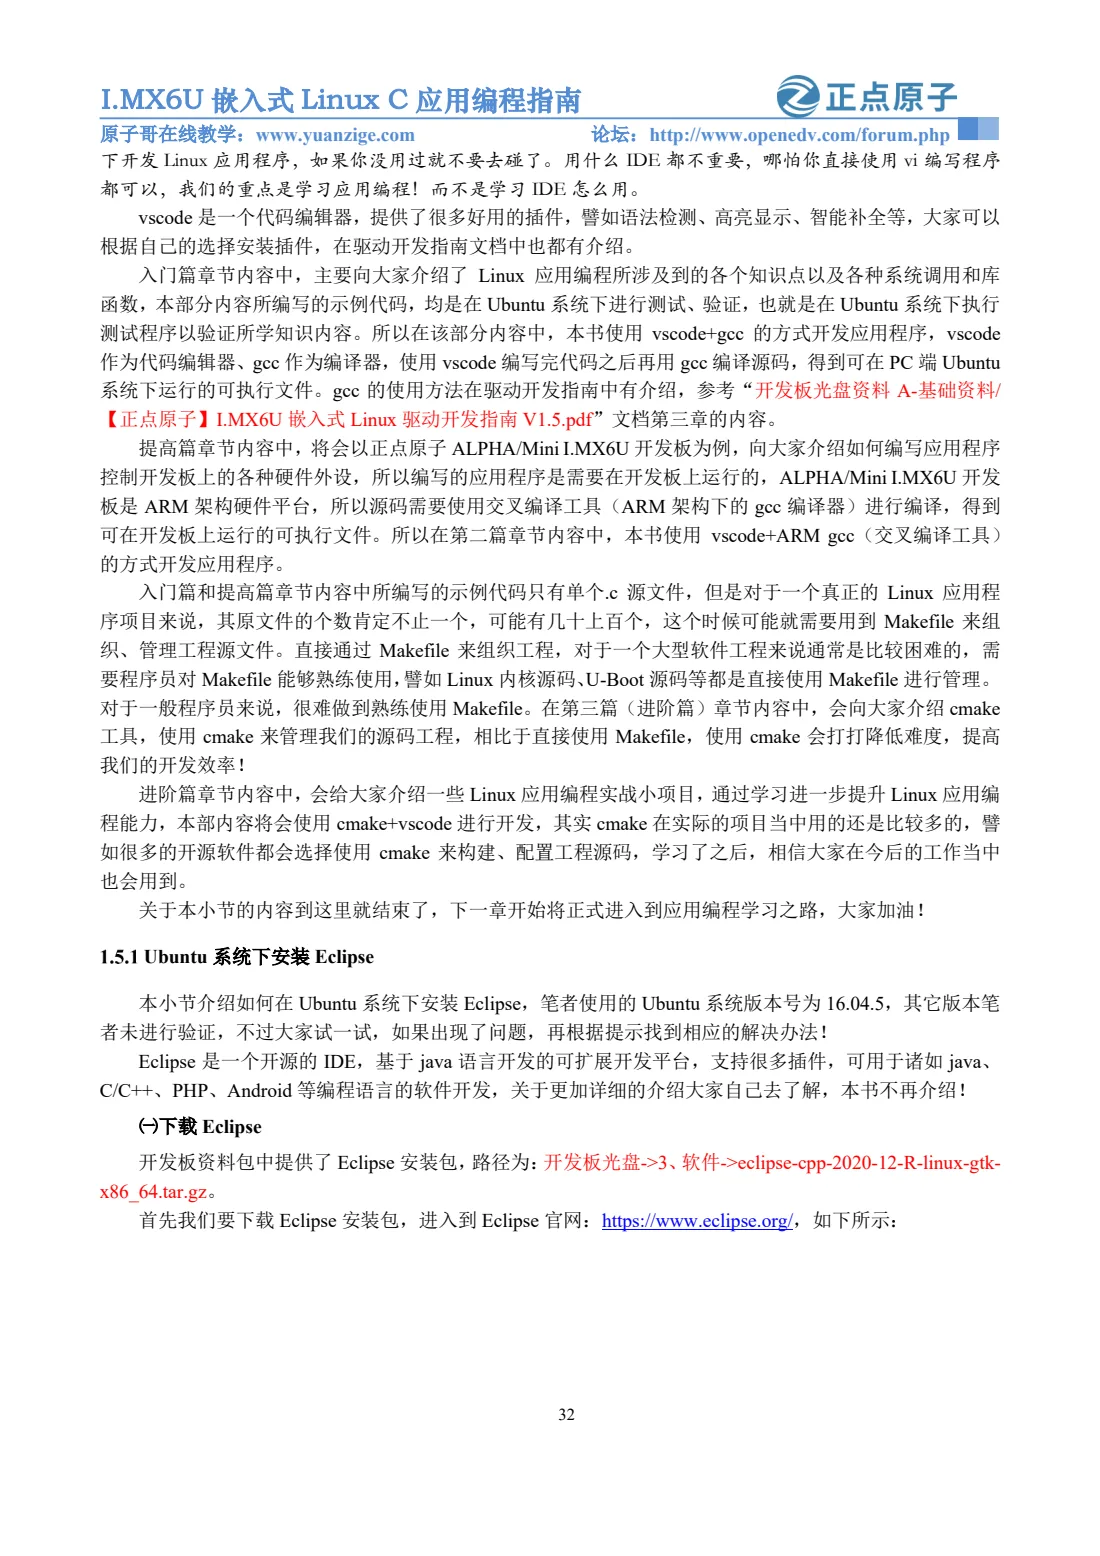 I.MX6U 嵌入式 Linux C 应用编程指南
正点原子
原子哥在线教学：www.yuanzige.com 论坛：http://www.openedv.com/forum.php
下开发 Linux 应用程序，如果你没用过就不要去碰了。用什么 IDE 都不重要，哪怕你直接使用 vi 编写程序
都可以，我们的重点是学习应用编程！而不是学习 IDE 怎么用。
vscode 是一个代码编辑器，提供了很多好用的插件，譬如语法检测、高亮显示、智能补全等，大家可以
根据自己的选择安装插件，在驱动开发指南文档中也都有介绍。
入门篇章节内容中，主要向大家介绍了 Linux 应用编程所涉及到的各个知识点以及各种系统调用和库
函数，本部分内容所编写的示例代码，均是在 Ubuntu 系统下进行测试、验证，也就是在 Ubuntu 系统下执行
测试程序以验证所学知识内容。所以在该部分内容中，本书使用 vscode+gcc 的方式开发应用程序，vscode
作为代码编辑器、gcc 作为编译器，使用 vscode 编写完代码之后再用 gcc 编译源码，得到可在 PC 端 Ubuntu
系统下运行的可执行文件。gcc 的使用方法在驱动开发指南中有介绍，参考“开发板光盘资料 A-基础资料/
【正点原子】I.MX6U 嵌入式 Linux 驱动开发指南 V1.5.pdf”文档第三章的内容。
提高篇章节内容中，将会以正点原子 ALPHA/Mini I.MX6U 开发板为例，向大家介绍如何编写应用程序
控制开发板上的各种硬件外设，所以编写的应用程序是需要在开发板上运行的，ALPHA/Mini I.MX6U 开发
板是 ARM 架构硬件平台，所以源码需要使用交叉编译工具（ARM 架构下的 gcc 编译器）进行编译，得到
可在开发板上运行的可执行文件。所以在第二篇章节内容中，本书使用 vscode+ARM gcc（交叉编译工具）
的方式开发应用程序。
入门篇和提高篇章节内容中所编写的示例代码只有单个.c 源文件，但是对于一个真正的 Linux 应用程
序项目来说，其原文件的个数肯定不止一个，可能有几十上百个，这个时候可能就需要用到 Makefile 来组
织、管理工程源文件。直接通过 Makefile 来组织工程，对于一个大型软件工程来说通常是比较困难的，需
要程序员对 Makefile 能够熟练使用，譬如 Linux 内核源码、U-Boot 源码等都是直接使用 Makefile 进行管理。
对于一般程序员来说，很难做到熟练使用 Makefile。在第三篇（进阶篇）章节内容中，会向大家介绍 cmake
工具，使用 cmake 来管理我们的源码工程，相比于直接使用 Makefile，使用 cmake 会打打降低难度，提高
我们的开发效率！
进阶篇章节内容中，会给大家介绍一些 Linux 应用编程实战小项目，通过学习进一步提升 Linux 应用编
程能力，本部内容将会使用 cmake+vscode 进行开发，其实 cmake 在实际的项目当中用的还是比较多的，譬
如很多的开源软件都会选择使用 cmake 来构建、配置工程源码，学习了之后，相信大家在今后的工作当中
也会用到。
关于本小节的内容到这里就结束了，下一章开始将正式进入到应用编程学习之路，大家加油！
1.5.1 Ubuntu 系统下安装 Eclipse
本小节介绍如何在 Ubuntu 系统下安装 Eclipse，笔者使用的 Ubuntu 系统版本号为 16.04.5，其它版本笔
者未进行验证，不过大家试一试，如果出现了问题，再根据提示找到相应的解决办法！
Eclipse 是一个开源的 IDE，基于 java 语言开发的可扩展开发平台，支持很多插件，可用于诸如 java、
C/C++、PHP、Android 等编程语言的软件开发，关于更加详细的介绍大家自己去了解，本书不再介绍！
㈠下载 Eclipse
开发板资料包中提供了 Eclipse 安装包，路径为：开发板光盘->3、软件->eclipse-cpp-2020-12-R-linux-gtk-
x86_64.tar.gz。
首先我们要下载 Eclipse 安装包，进入到 Eclipse 官网：https://www.eclipse.org/，如下所示：
32